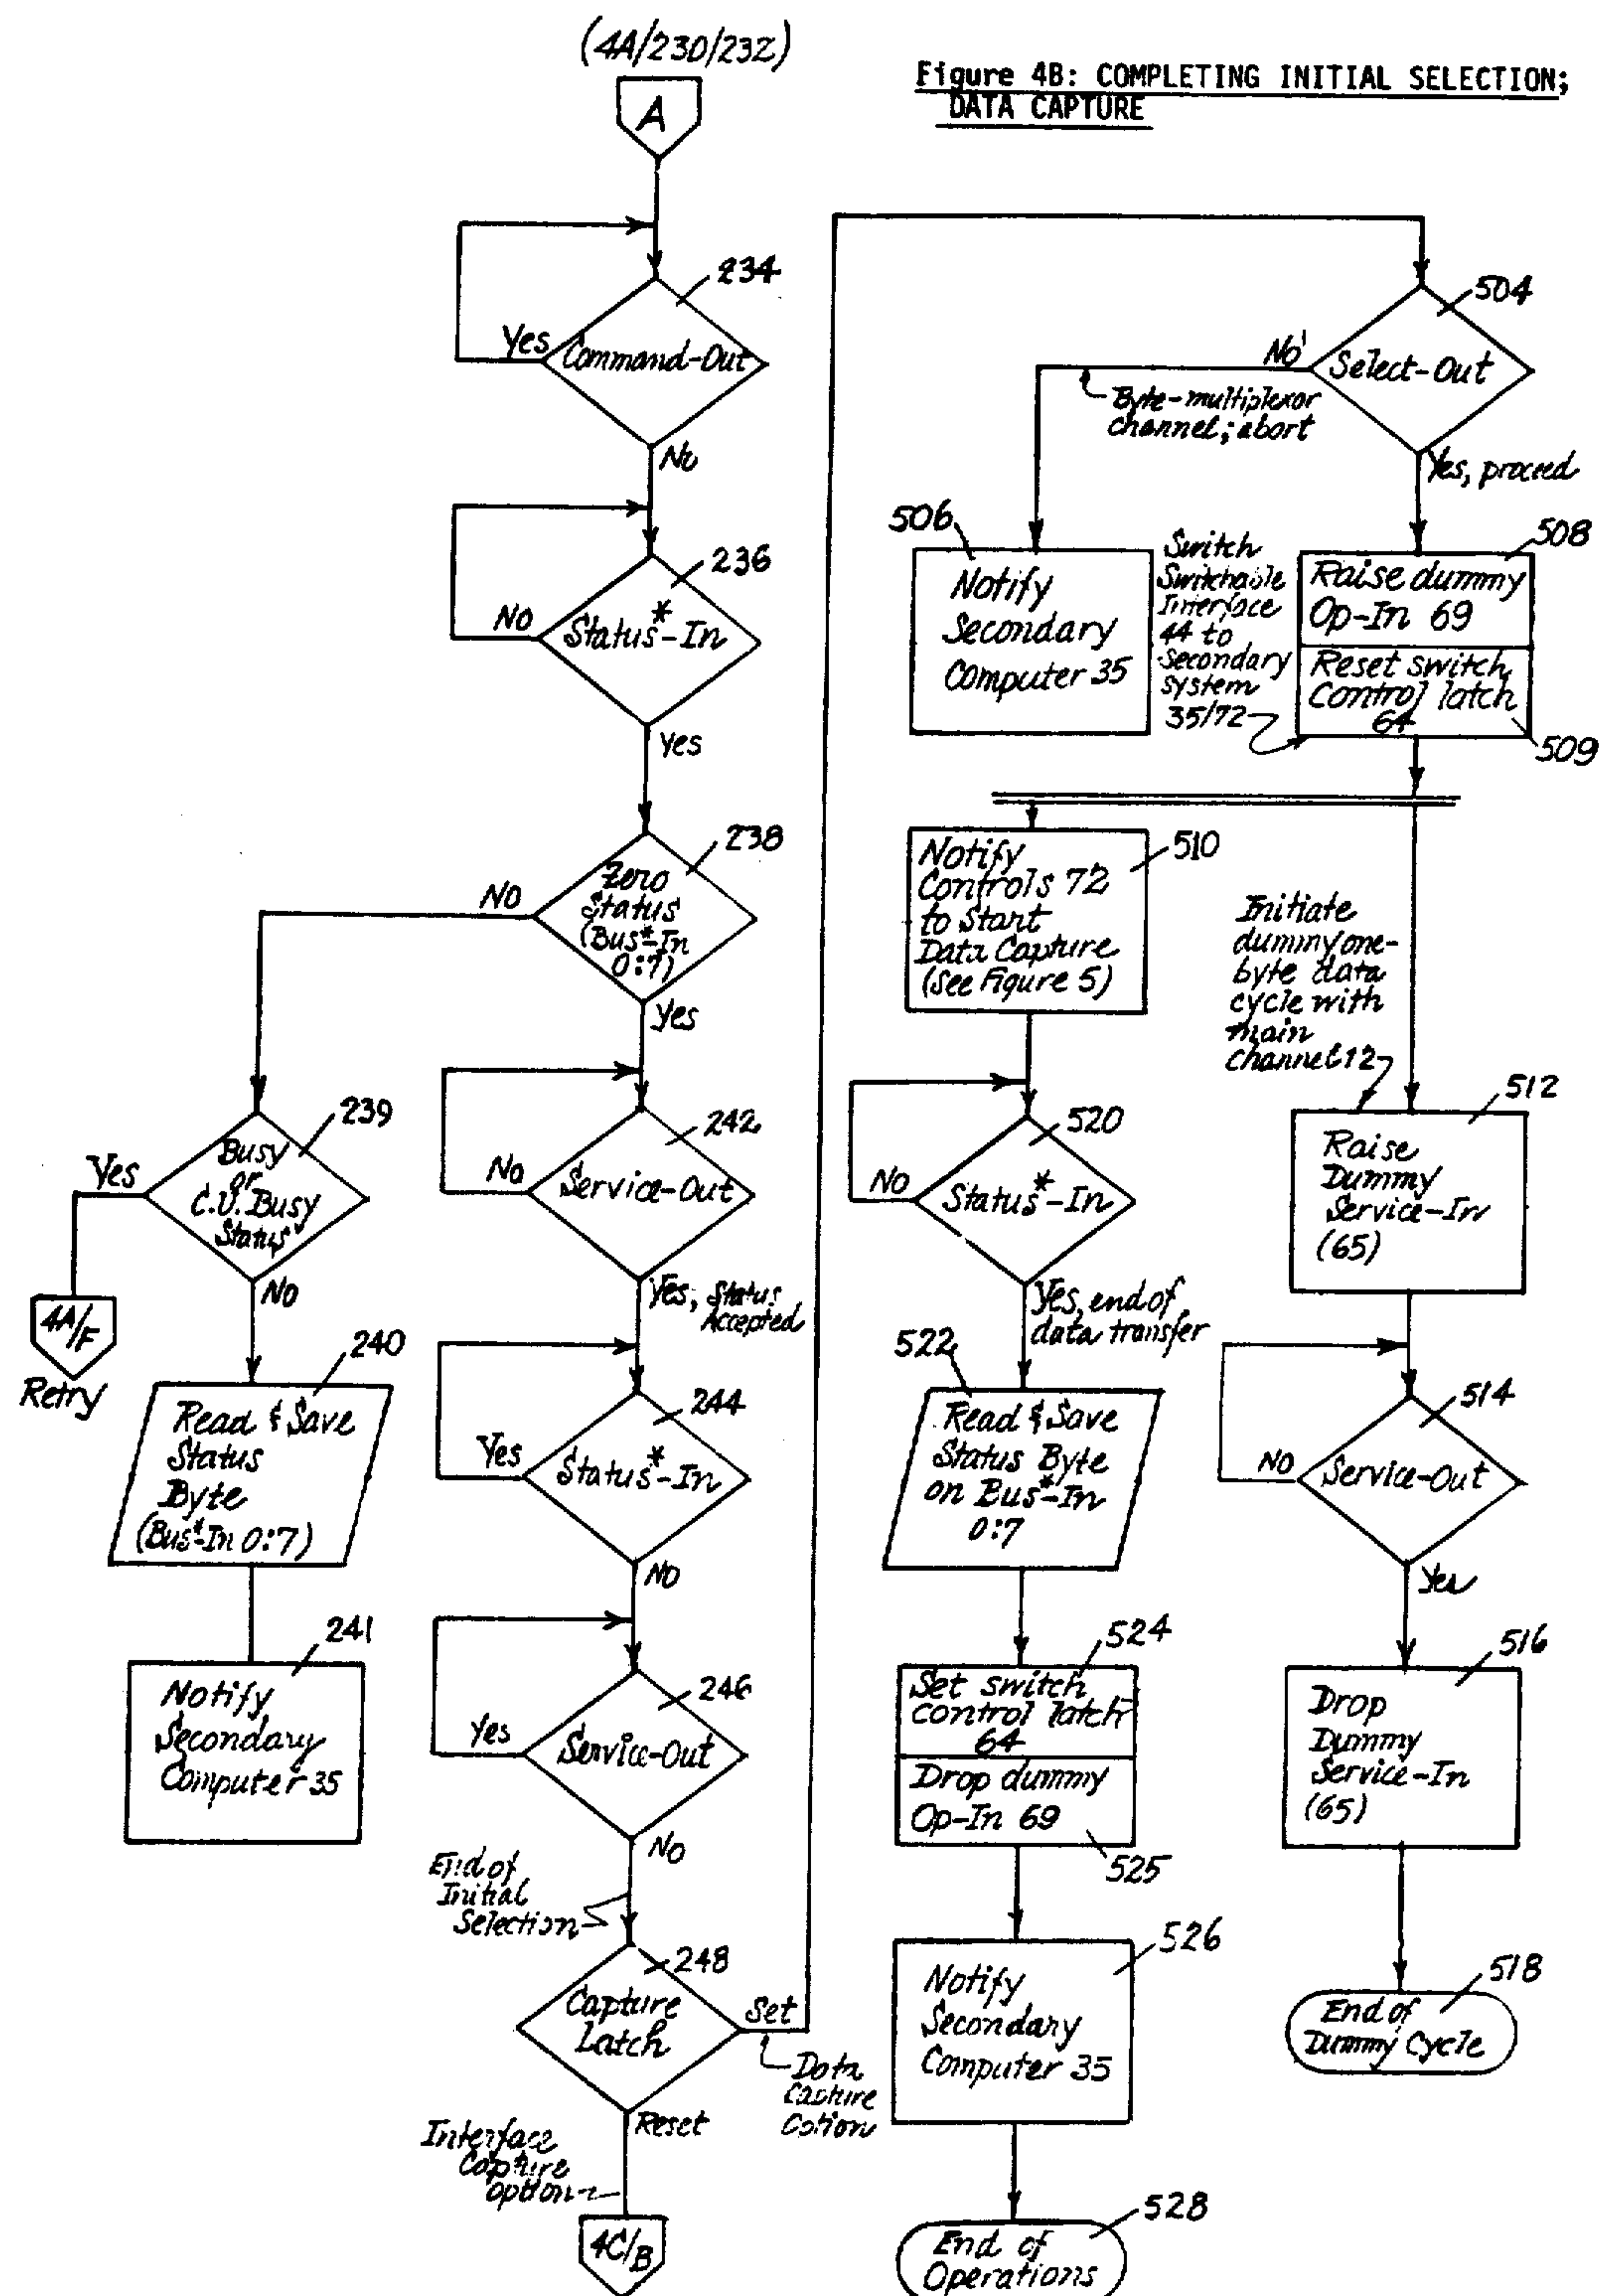 (4A/230/232)
Figure 4B: COMPLETING INITIAL SELECTION;
DATA CAPTURE
A
234
Yes
Command-Out
No
236
No
Status*-In
Yes
238
No
Zero
Status
(Bus*-In
0:7)
Yes
239
Yes
Busy
or
C.U. Busy
Status
No
4A/F
Retry
240
Read & Save
Status
Byte
(Bus*-In 0:7)
241
Notify
Secondary
Computer 35
242
No
Service-Out
Yes, Status
Accepted
244
Yes
Status*-In
No
246
Yes
Service-Out
No
End of
Initial
Selection
248
Capture
Latch
Set
Data
Capture
Option
Reset
Interface
Capture
option
4C/B
504
No
Select-Out
Byte-multiplexor
channel; abort
Yes, proceed
506
Notify
Secondary
Computer 35
Switch
Switchable
Interface
44 to
Secondary
system
35/72
508
Raise dummy
Op-In 69
Reset switch
Control latch
64
509
510
Notify
Controls 72
to Start
Data Capture
(See Figure 5)
Initiate
dummy one-
byte data
cycle with
main
channel 12
512
Raise
Dummy
Service-In
(65)
520
No
Status*-In
Yes, end of
data transfer
514
No
Service-Out
Yes
522
Read & Save
Status Byte
on Bus*-In
0:7
524
Set switch
control latch
64
Drop dummy
Op-In 69
525
516
Drop
Dummy
Service-In
(65)
526
Notify
Secondary
Computer 35
518
End of
Dummy Cycle
528
End of
Operations